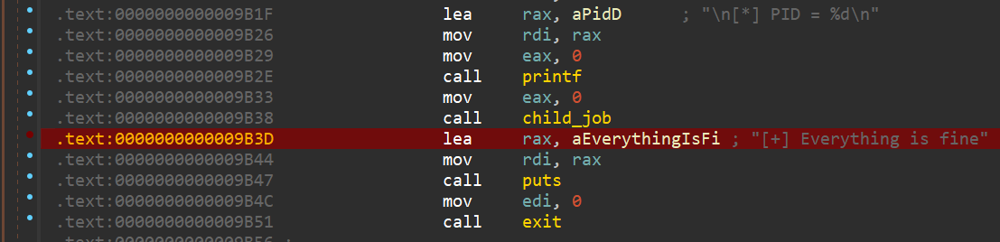 .text:0000000000009B1F lea rax, aPidD ; "\n[*] PID = %d\n"
.text:0000000000009B26 mov rdi, rax
.text:0000000000009B29 mov eax, 0
.text:0000000000009B2E call printf
.text:0000000000009B33 mov eax, 0
.text:0000000000009B38 call child_job
.text:0000000000009B3D lea rax, aEverythingIsFi ; "[+] Everything is fine"
.text:0000000000009B44 mov rdi, rax
.text:0000000000009B47 call puts
.text:0000000000009B4C mov edi, 0
.text:0000000000009B51 call exit